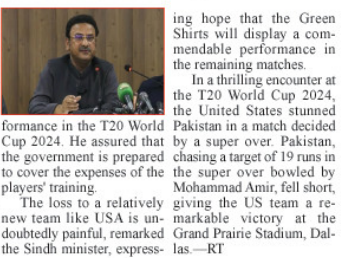 formance in the T20 World
Cup 2024. He assured that
the government is prepared
to cover the expenses of the
players' training.
The loss to a relatively
new team like USA is un-
doubtedly painful, remarked
the Sindh minister, express-
ing hope that the Green
Shirts will display a com-
mendable performance in
the remaining matches.
In a thrilling encounter at
the T20 World Cup 2024,
the United States stunned
Pakistan in a match decided
by a super over. Pakistan,
chasing a target of 19 runs in
the super over bowled by
Mohammad Amir, fell short,
giving the US team a re-
markable victory at the
Grand Prairie Stadium, Dal-
las.—RT